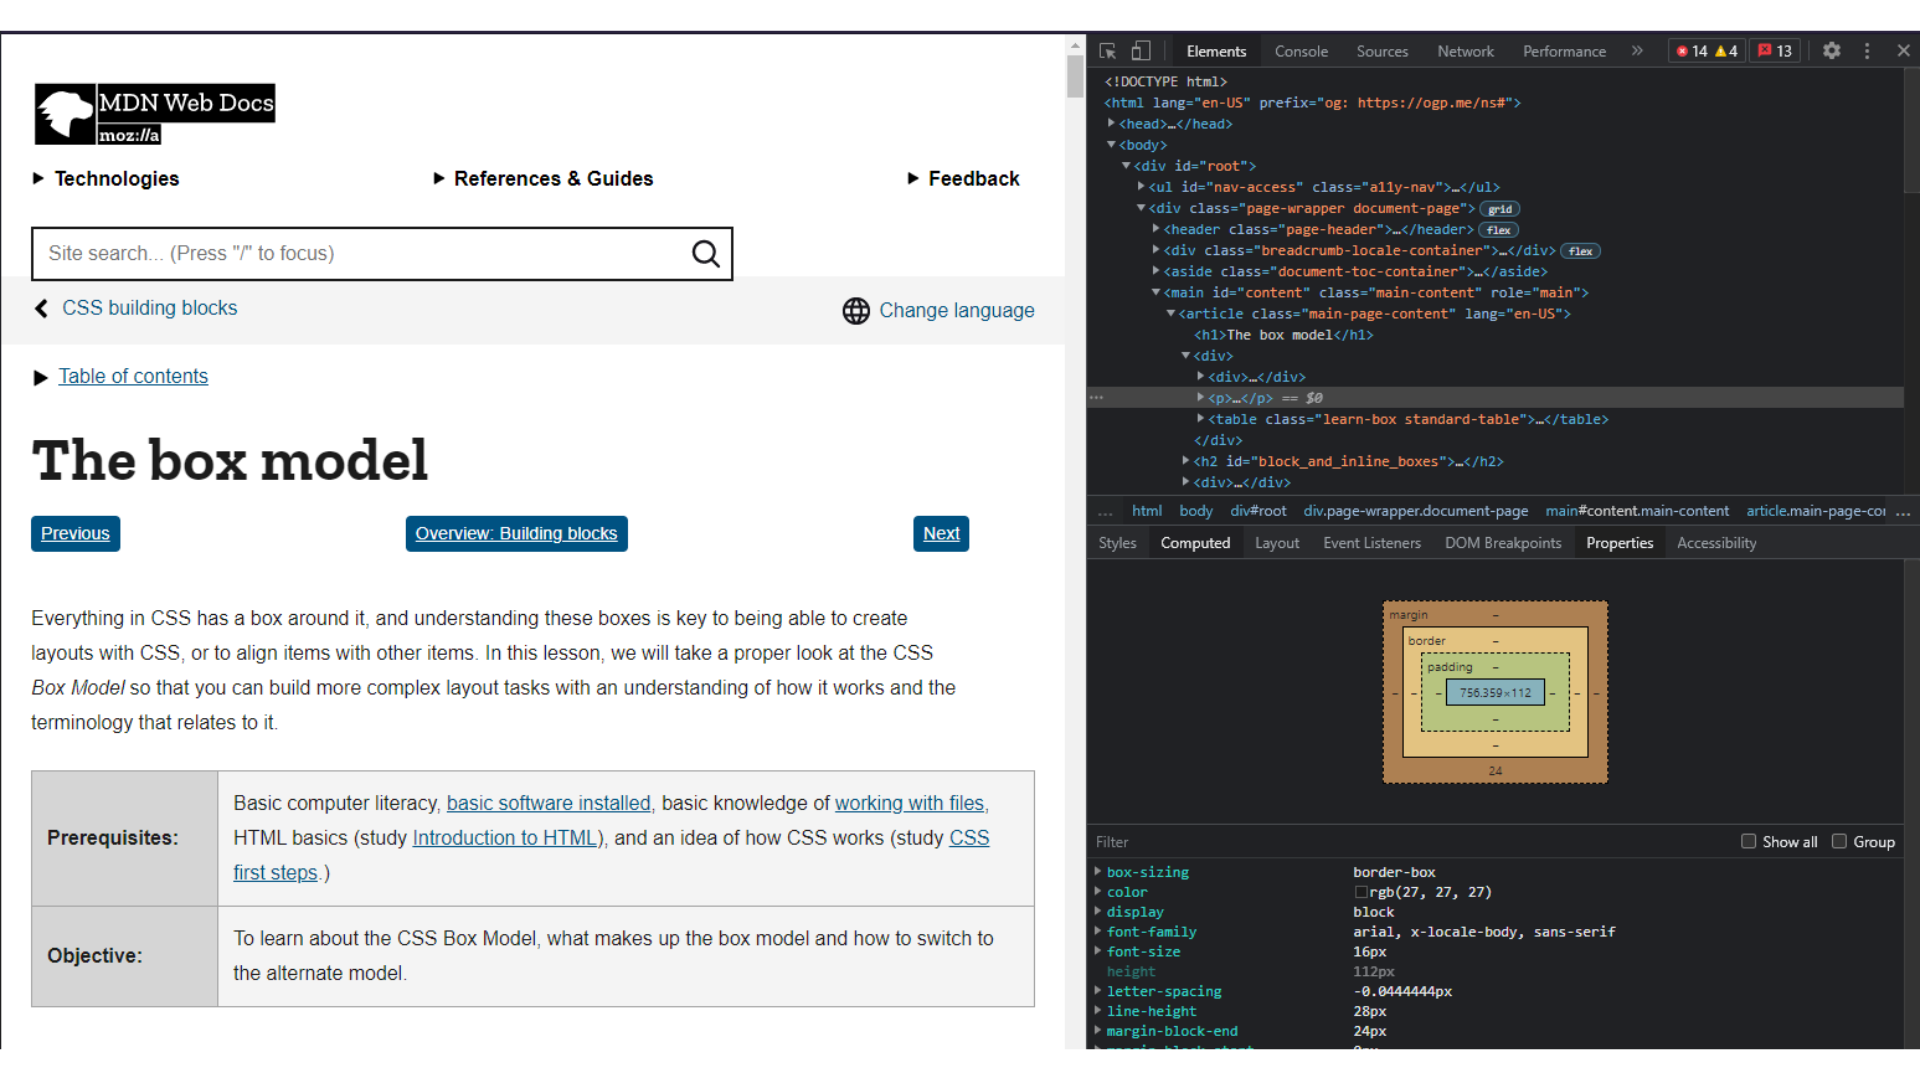 MDN Web Docs
moz://a
Technologies
References & Guides
Feedback
Site search... (Press "/" to focus)
CSS building blocks
Change language
Table of contents
The box model
Previous
Overview: Building blocks
Next
Everything in CSS has a box around it, and understanding these boxes is key to being able to create
layouts with CSS, or to align items with other items. In this lesson, we will take a proper look at the CSS
Box Model so that you can build more complex layout tasks with an understanding of how it works and the
terminology that relates to it.
Prerequisites:
Basic computer literacy, basic software installed, basic knowledge of working with files,
HTML basics (study Introduction to HTML), and an idea of how CSS works (study CSS
first steps.)
Objective:
To learn about the CSS Box Model, what makes up the box model and how to switch to
the alternate model.
Elements Console Sources Network Performance » 14 4 13
<!DOCTYPE html>
<html lang="en-US" prefix="og: https://ogp.me/ns#">
<head>…</head>
<body>
<div id="root">
<ul id="nav-access" class="a11y-nav">…</ul>
<div class="page-wrapper document-page"> grid
<header class="page-header">…</header> flex
<div class="breadcrumb-locale-container">…</div> flex
<aside class="document-toc-container">…</aside>
<main id="content" class="main-content" role="main">
<article class="main-page-content" lang="en-US">
<h1>The box model</h1>
<div>
<div>…</div>
… <p>…</p> == $0
<table class="learn-box standard-table">…</table>
</div>
<h2 id="block_and_inline_boxes">…</h2>
<div>…</div>
… html body div#root div.page-wrapper.document-page main#content.main-content article.main-page-co …
Styles Computed Layout Event Listeners DOM Breakpoints Properties Accessibility
margin –
border –
padding –
– – – 756.359×112 – – –
–
–
24
Filter Show all Group
box-sizing border-box
color rgb(27, 27, 27)
display block
font-family arial, x-locale-body, sans-serif
font-size 16px
height 112px
letter-spacing -0.0444444px
line-height 28px
margin-block-end 24px